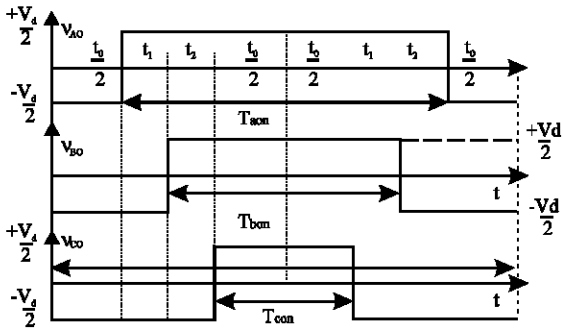 +Vd/2
vAO
t0/2 t1 t2 t0/2 t0/2 t1 t2 t0/2
-Vd/2
Taon
+Vd/2
vBO
t
Tbon
-Vd/2
+Vd/2
vCO
-Vd/2
t
Tcon